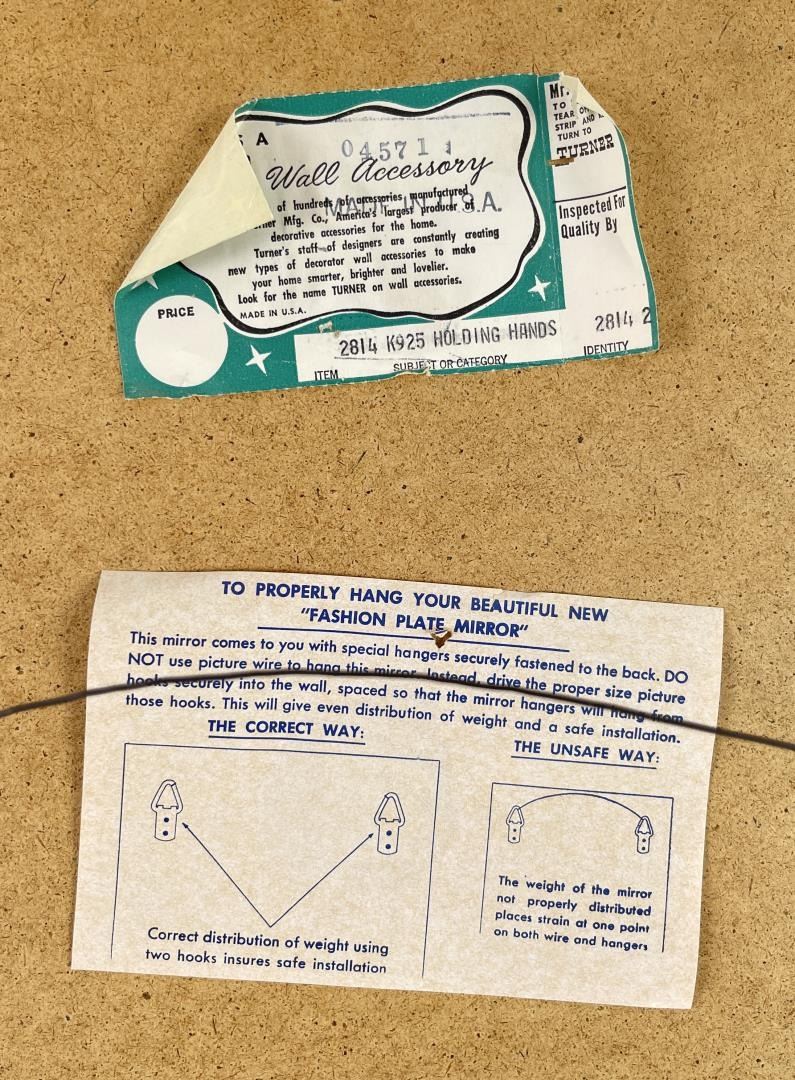 A
04571
Wall Accessory
of hundreds of accessories manufactured
Mfg. Co., America's largest producer of
MADE IN U.S.A.
decorative accessories for the home.
Turner's staff of designers are constantly creating
new types of decorator wall accessories to make
your home smarter, brighter and lovelier.
Look for the name TURNER on wall accessories.
MADE IN U.S.A.
PRICE
2814 K925 HOLDING HANDS
ITEM
SUBJECT OR CATEGORY
Mr.
TO
TEAR ON
STRIP AND
TURN TO
TURNER
Inspected For
Quality By
2814 2
IDENTITY
TO PROPERLY HANG YOUR BEAUTIFUL NEW
"FASHION PLATE MIRROR"
This mirror comes to you with special hangers securely fastened to the back. DO
NOT use picture wire to hang this mirror. Instead, drive the proper size picture
hooks securely into the wall, spaced so that the mirror hangers will hang from
those hooks. This will give even distribution of weight and a safe installation.
THE CORRECT WAY:
Correct distribution of weight using
two hooks insures safe installation
THE UNSAFE WAY:
The weight of the mirror
not properly distributed
places strain at one point
on both wire and hangers